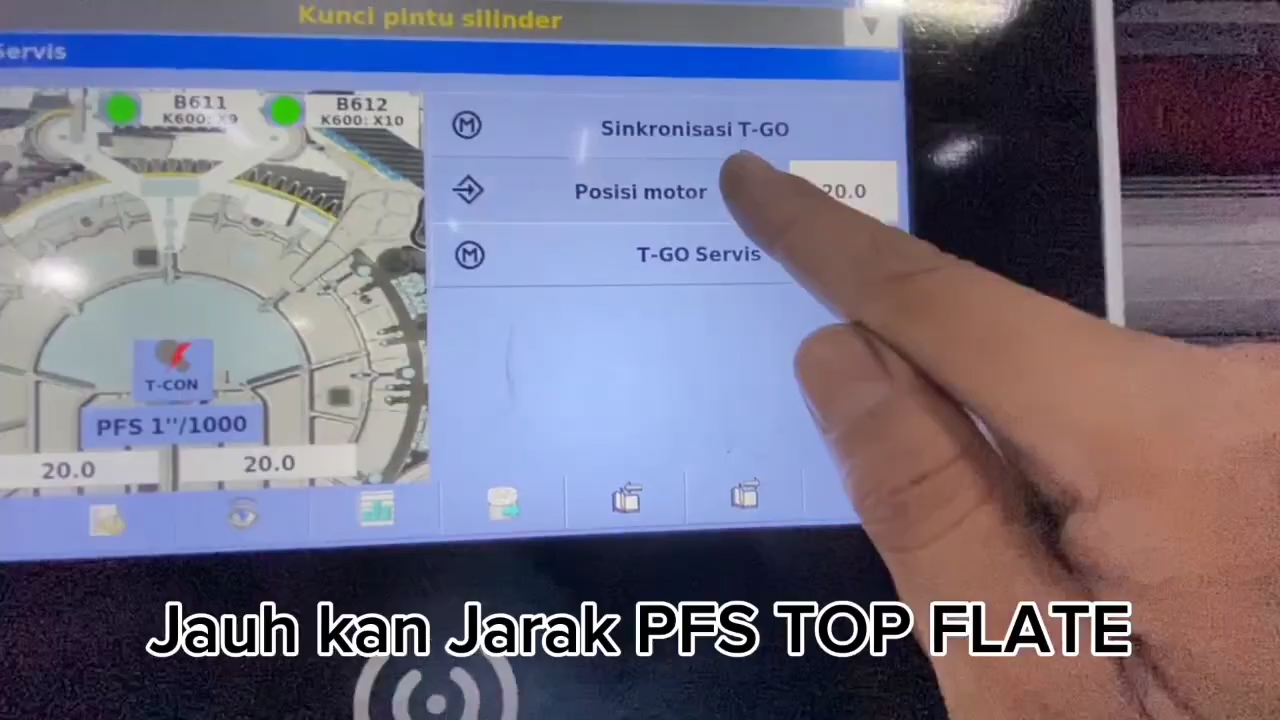 Kunci pintu silinder
Servis
B611
K600: X9
B612
K600: X10
Sinkronisasi T-GO
Posisi motor
20.0
T-GO Servis
T-CON
PFS 1"/1000
20.0
20.0
Jauh kan Jarak PFS TOP FLATE